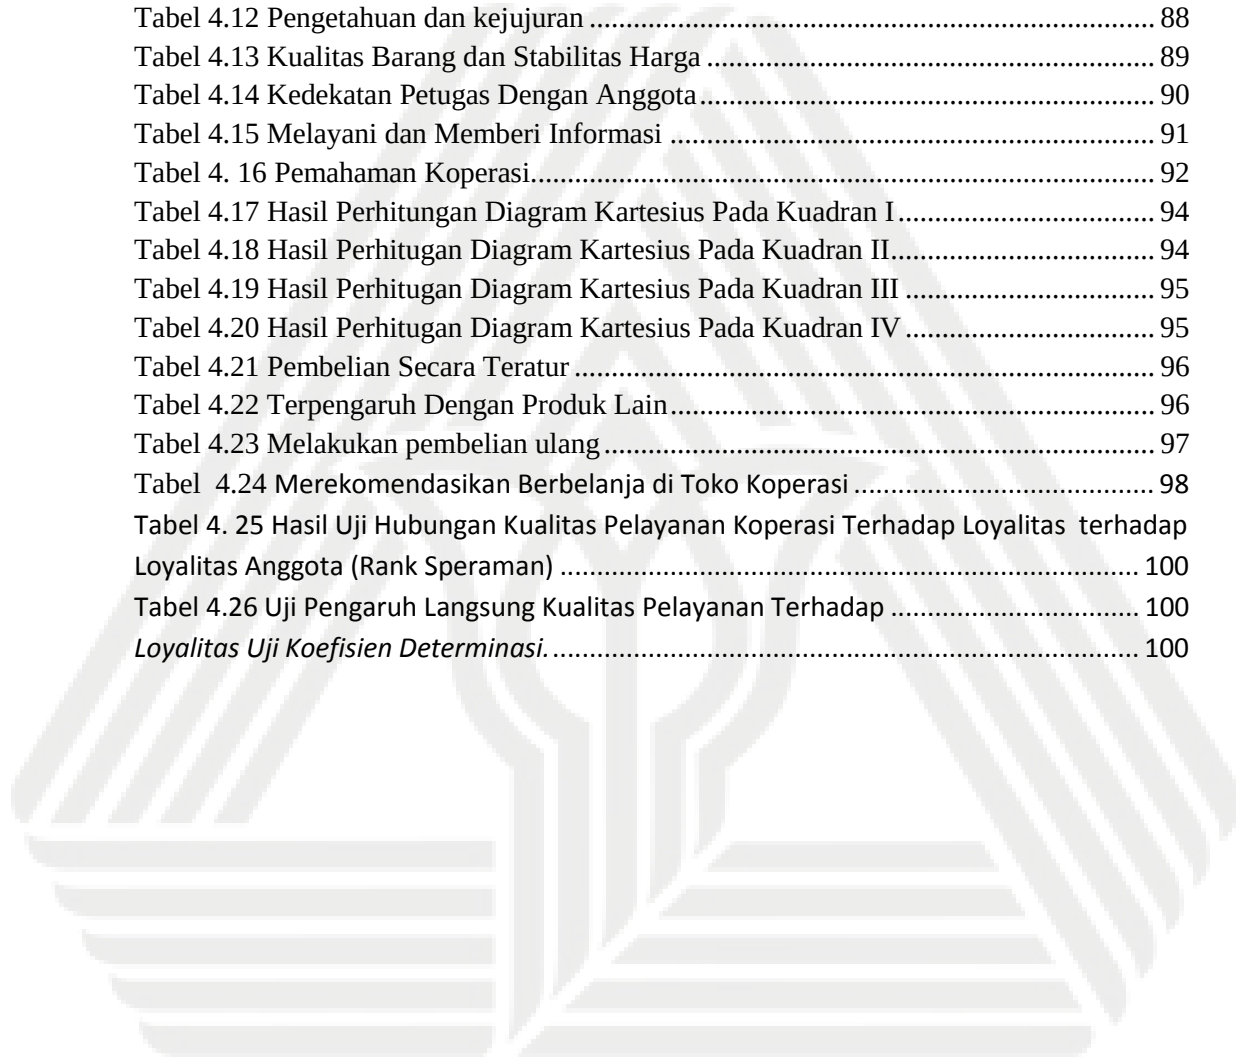 Tabel 4.12 Pengetahuan dan kejujuran ............................................................................ 88
Tabel 4.13 Kualitas Barang dan Stabilitas Harga ............................................................ 89
Tabel 4.14 Kedekatan Petugas Dengan Anggota ............................................................. 90
Tabel 4.15 Melayani dan Memberi Informasi ................................................................. 91
Tabel 4. 16 Pemahaman Koperasi.................................................................................... 92
Tabel 4.17 Hasil Perhitungan Diagram Kartesius Pada Kuadran I .................................. 94
Tabel 4.18 Hasil Perhitugan Diagram Kartesius Pada Kuadran II................................... 94
Tabel 4.19 Hasil Perhitugan Diagram Kartesius Pada Kuadran III ................................. 95
Tabel 4.20 Hasil Perhitugan Diagram Kartesius Pada Kuadran IV.................................. 95
Tabel 4.21 Pembelian Secara Teratur .............................................................................. 96
Tabel 4.22 Terpengaruh Dengan Produk Lain................................................................. 96
Tabel 4.23 Melakukan pembelian ulang .......................................................................... 97
Tabel  4.24 Merekomendasikan Berbelanja di Toko Koperasi ........................................ 98
Tabel 4. 25 Hasil Uji Hubungan Kualitas Pelayanan Koperasi Terhadap Loyalitas  terhadap
Loyalitas Anggota (Rank Speraman) ............................................................................. 100
Tabel 4.26 Uji Pengaruh Langsung Kualitas Pelayanan Terhadap ................................. 100
Loyalitas Uji Koefisien Determinasi. .............................................................................. 100